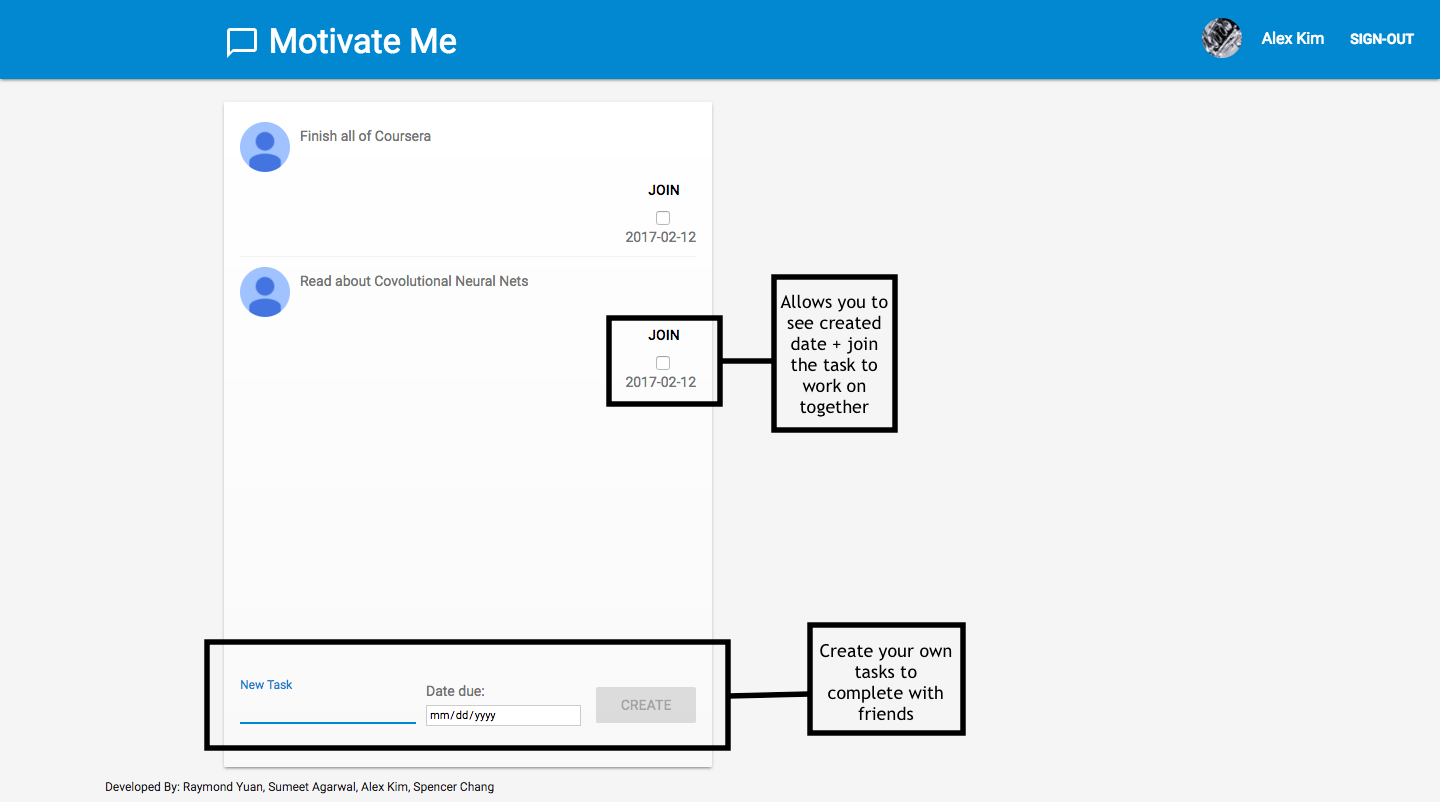 Motivate Me
Alex Kim
SIGN-OUT
Finish all of Coursera
JOIN
2017-02-12
Read about Covolutional Neural Nets
JOIN
2017-02-12
Allows you to
see created
date + join
the task to
work on
together
New Task
Date due:
mm/dd/yyyy
CREATE
Create your own
tasks to
complete with
friends
Developed By: Raymond Yuan, Sumeet Agarwal, Alex Kim, Spencer Chang